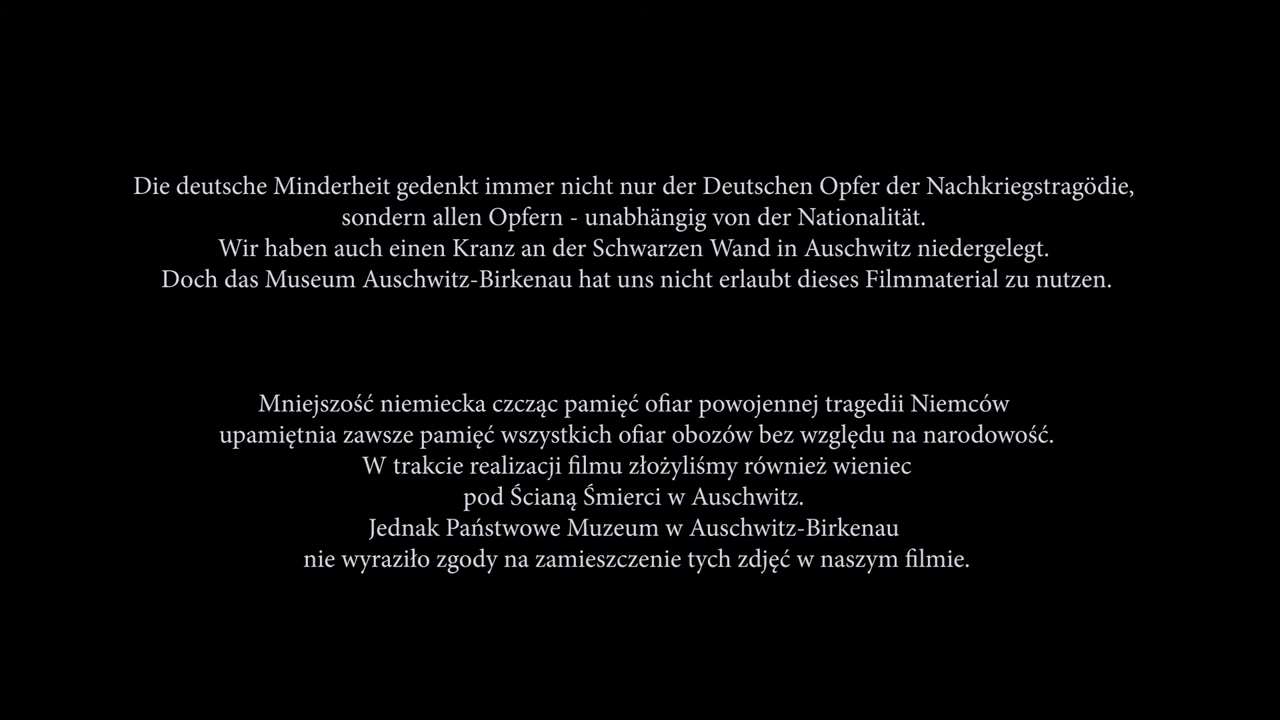 Die deutsche Minderheit gedenkt immer nicht nur der Deutschen Opfer der Nachkriegstragödie,
sondern allen Opfern - unabhängig von der Nationalität.
Wir haben auch einen Kranz an der Schwarzen Wand in Auschwitz niedergelegt.
Doch das Museum Auschwitz-Birkenau hat uns nicht erlaubt dieses Filmmaterial zu nutzen.
Mniejszość niemiecka czcząc pamięć ofiar powojennej tragedii Niemców
upamiętnia zawsze pamięć wszystkich ofiar obozów bez względu na narodowość.
W trakcie realizacji filmu złożyliśmy również wieniec
pod Ścianą Śmierci w Auschwitz.
Jednak Państwowe Muzeum w Auschwitz-Birkenau
nie wyraziło zgody na zamieszczenie tych zdjęć w naszym filmie.